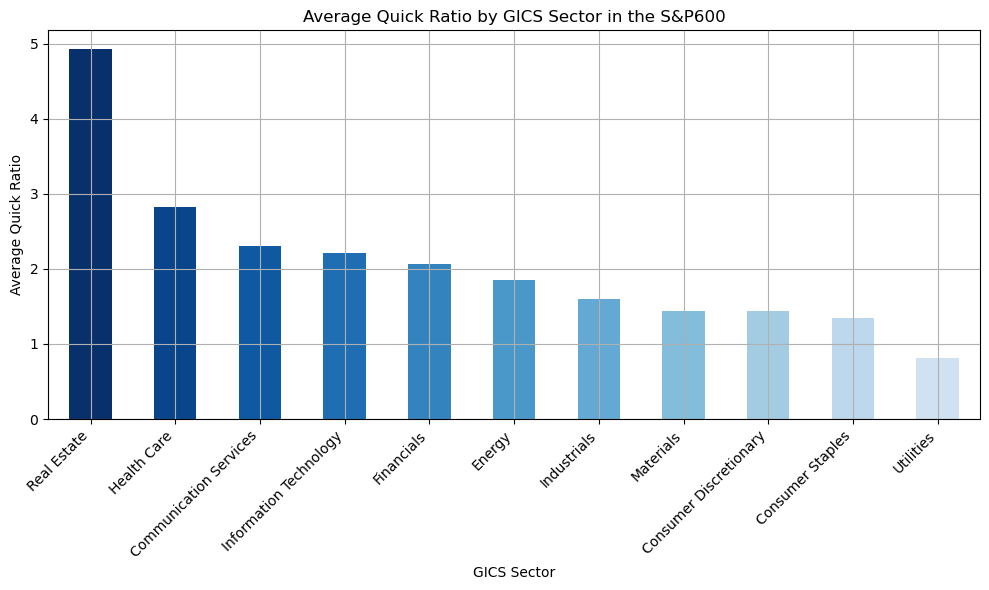 Average Quick Ratio by GICS Sector in the S&P600
Average Quick Ratio
5
4
3
2
1
0
Real Estate
Health Care
Communication Services
Information Technology
Financials
Energy
Industrials
Materials
Consumer Discretionary
Consumer Staples
Utilities
GICS Sector